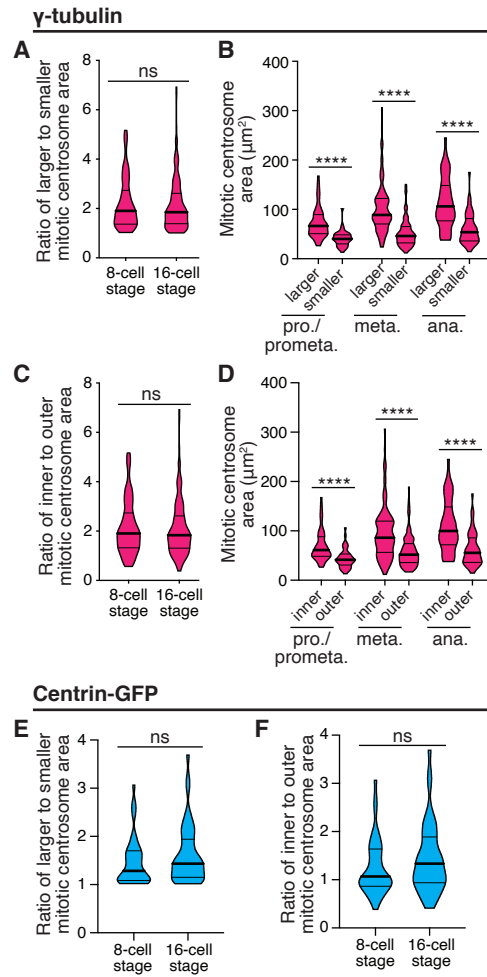 γ-tubulin
A
Ratio of larger to smaller
mitotic centrosome area
8
6
4
2
0
ns
8-cell
stage
16-cell
stage
B
Mitotic centrosome
area (µm²)
400
300
200
100
0
****
****
****
larger
smaller
larger
smaller
larger
smaller
pro./
prometa.
meta.
ana.
C
Ratio of inner to outer
mitotic centrosome area
8
6
4
2
0
ns
8-cell
stage
16-cell
stage
D
Mitotic centrosome
area (µm²)
400
300
200
100
0
****
****
****
inner
outer
inner
outer
inner
outer
pro./
prometa.
meta.
ana.
Centrin-GFP
E
Ratio of larger to smaller
mitotic centrosome area
4
3
2
1
0
ns
8-cell
stage
16-cell
stage
F
Ratio of inner to outer
mitotic centrosome area
4
3
2
1
0
ns
8-cell
stage
16-cell
stage